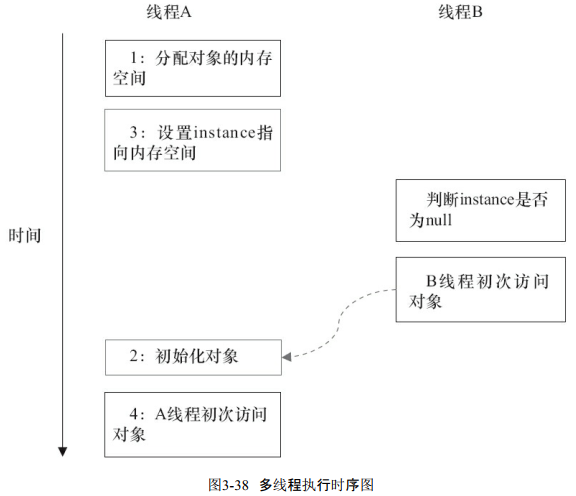 线程A
线程B
1：分配对象的内存
空间
3：设置instance指
向内存空间
判断instance是否
为null
时间
B线程初次访问
对象
2：初始化对象
4：A线程初次访问
对象
图3-38 多线程执行时序图